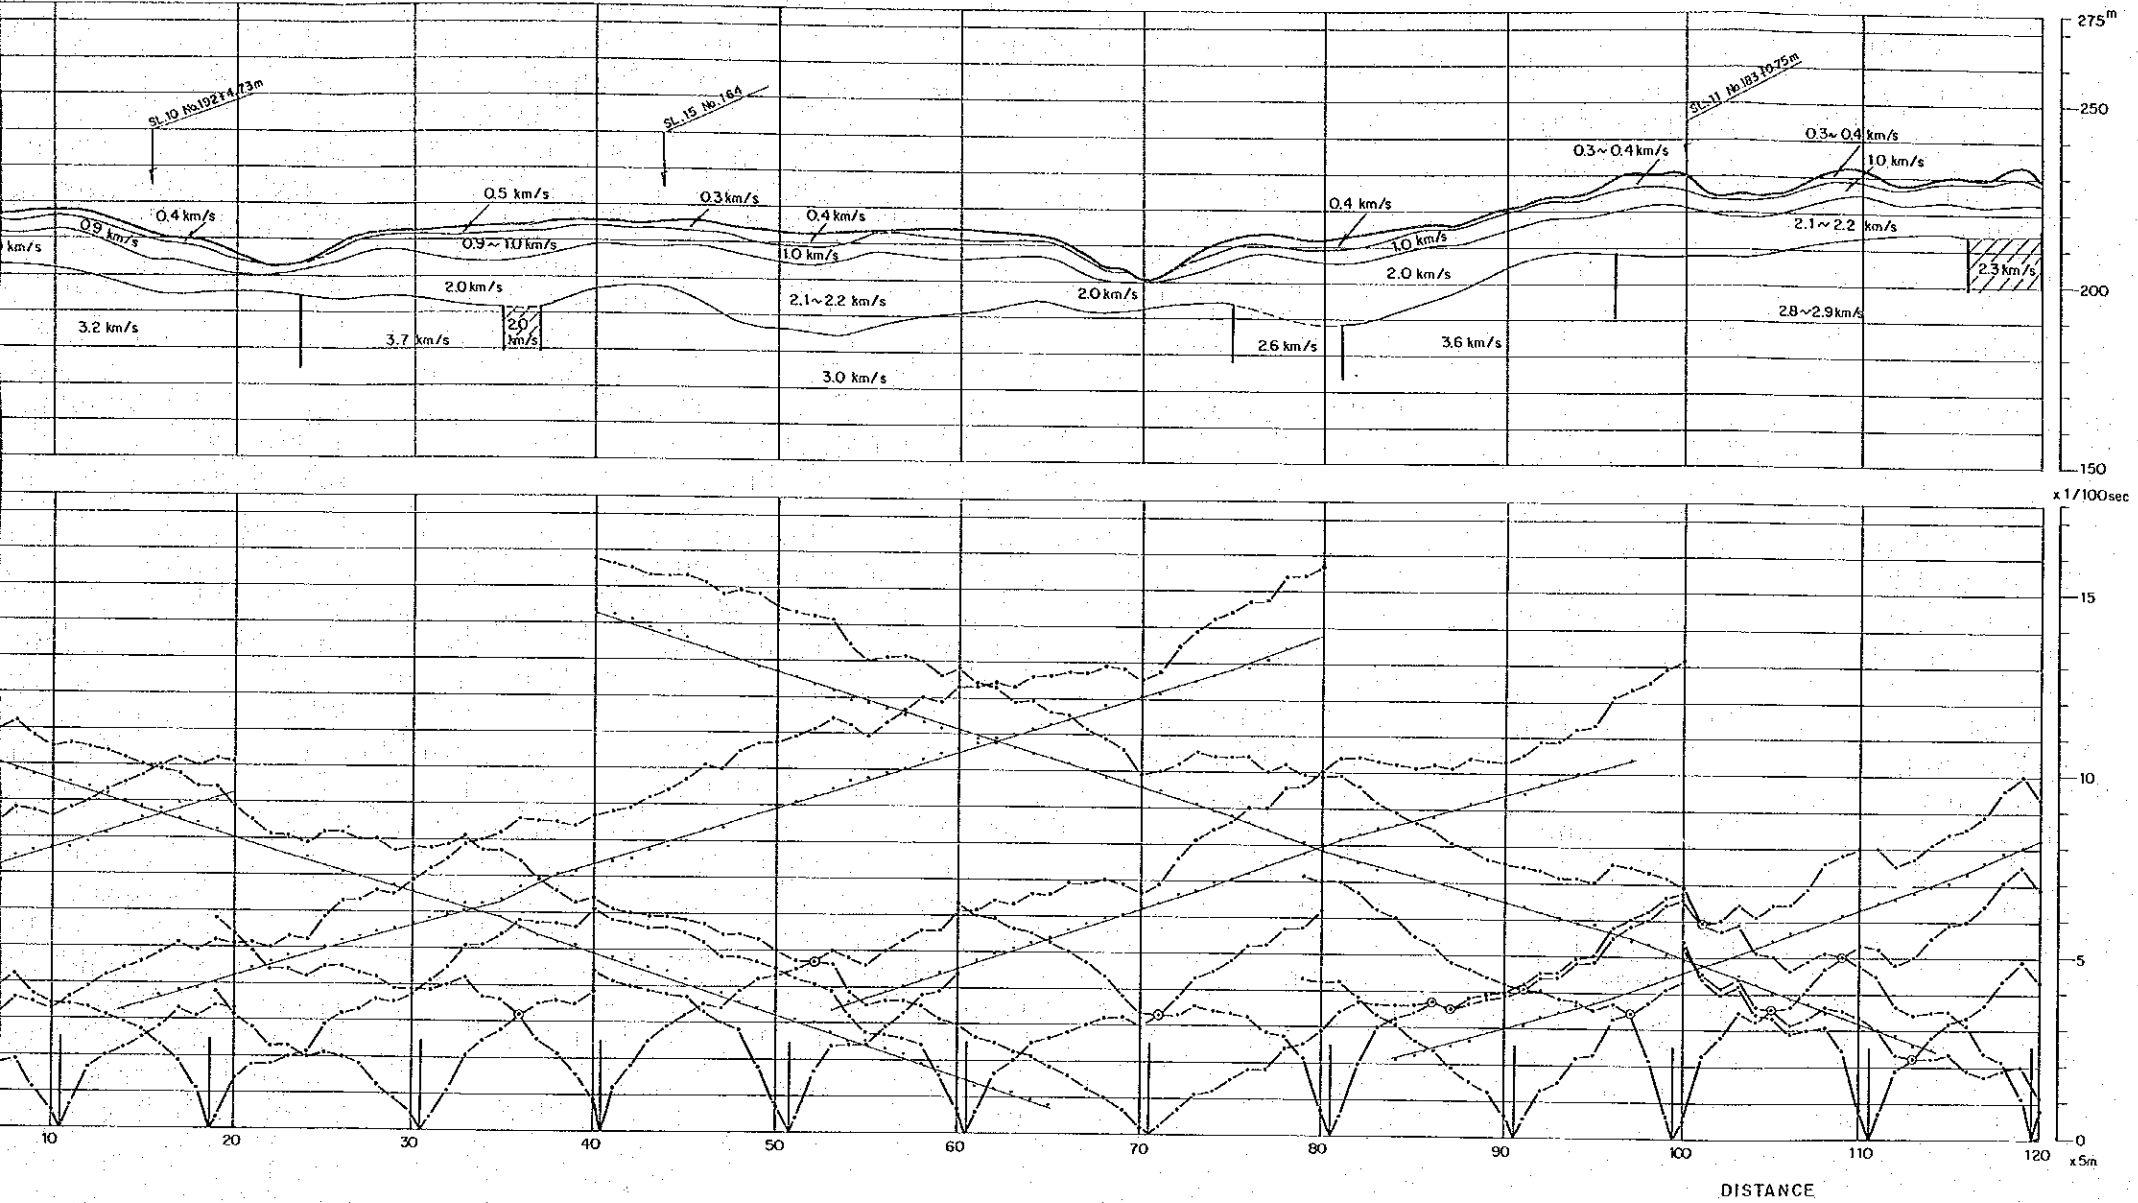 275m
SL.10 No.192+4.73m
SL.15 No.164
SL-11 No.183+0.75m
250
0.3~0.4 km/s
0.3~0.4 km/s
1.0 km/s
0.5 km/s
0.3 km/s
0.4 km/s
0.4 km/s
0.4 km/s
km/s
0.9 km/s
0.9~1.0 km/s
1.0 km/s
1.0 km/s
2.1~2.2 km/s
2.0 km/s
2.1~2.2 km/s
2.0 km/s
2.0 km/s
2.3 km/s
200
3.2 km/s
3.7 km/s
2.0 km/s
3.0 km/s
2.6 km/s
3.6 km/s
2.8~2.9 km/s
150
x 1/100 sec
15
10
5
0
10 20 30 40 50 60 70 80 90 100 110 120
x 5m
DISTANCE